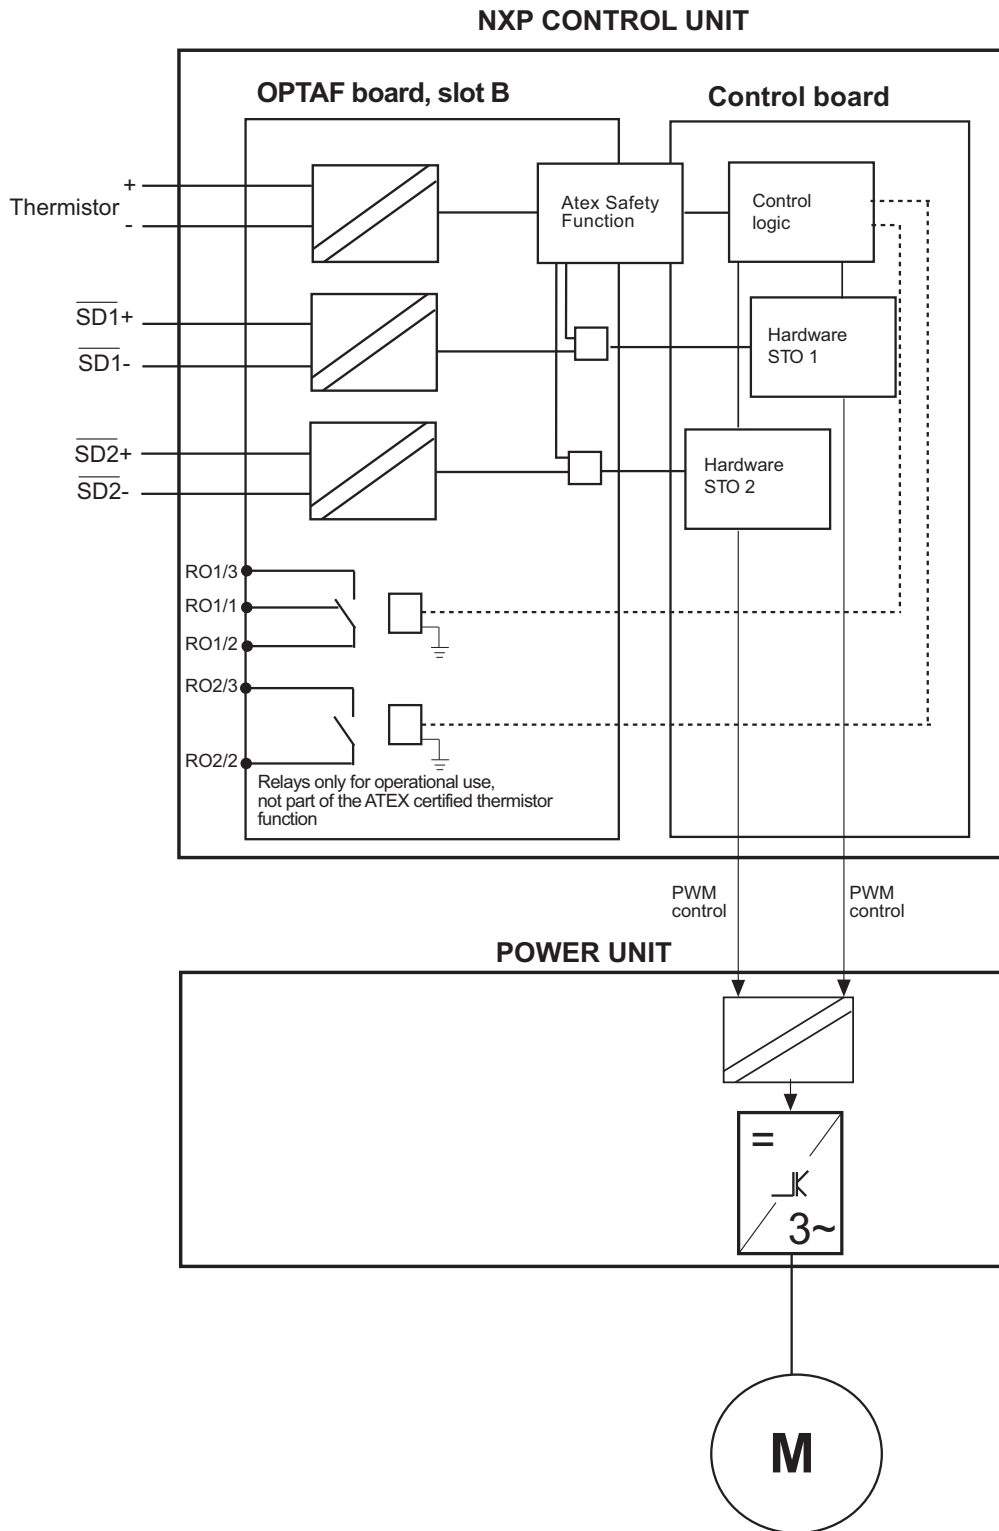 NXP CONTROL UNIT
OPTAF board, slot B
Control board
+
Thermistor
-
Atex Safety
Function
Control
logic
SD1+
SD1-
Hardware
STO 1
SD2+
SD2-
Hardware
STO 2
RO1/3
RO1/1
RO1/2
RO2/3
RO2/2
Relays only for operational use,
not part of the ATEX certified thermistor
function
PWM
control
PWM
control
POWER UNIT
=
3~
M